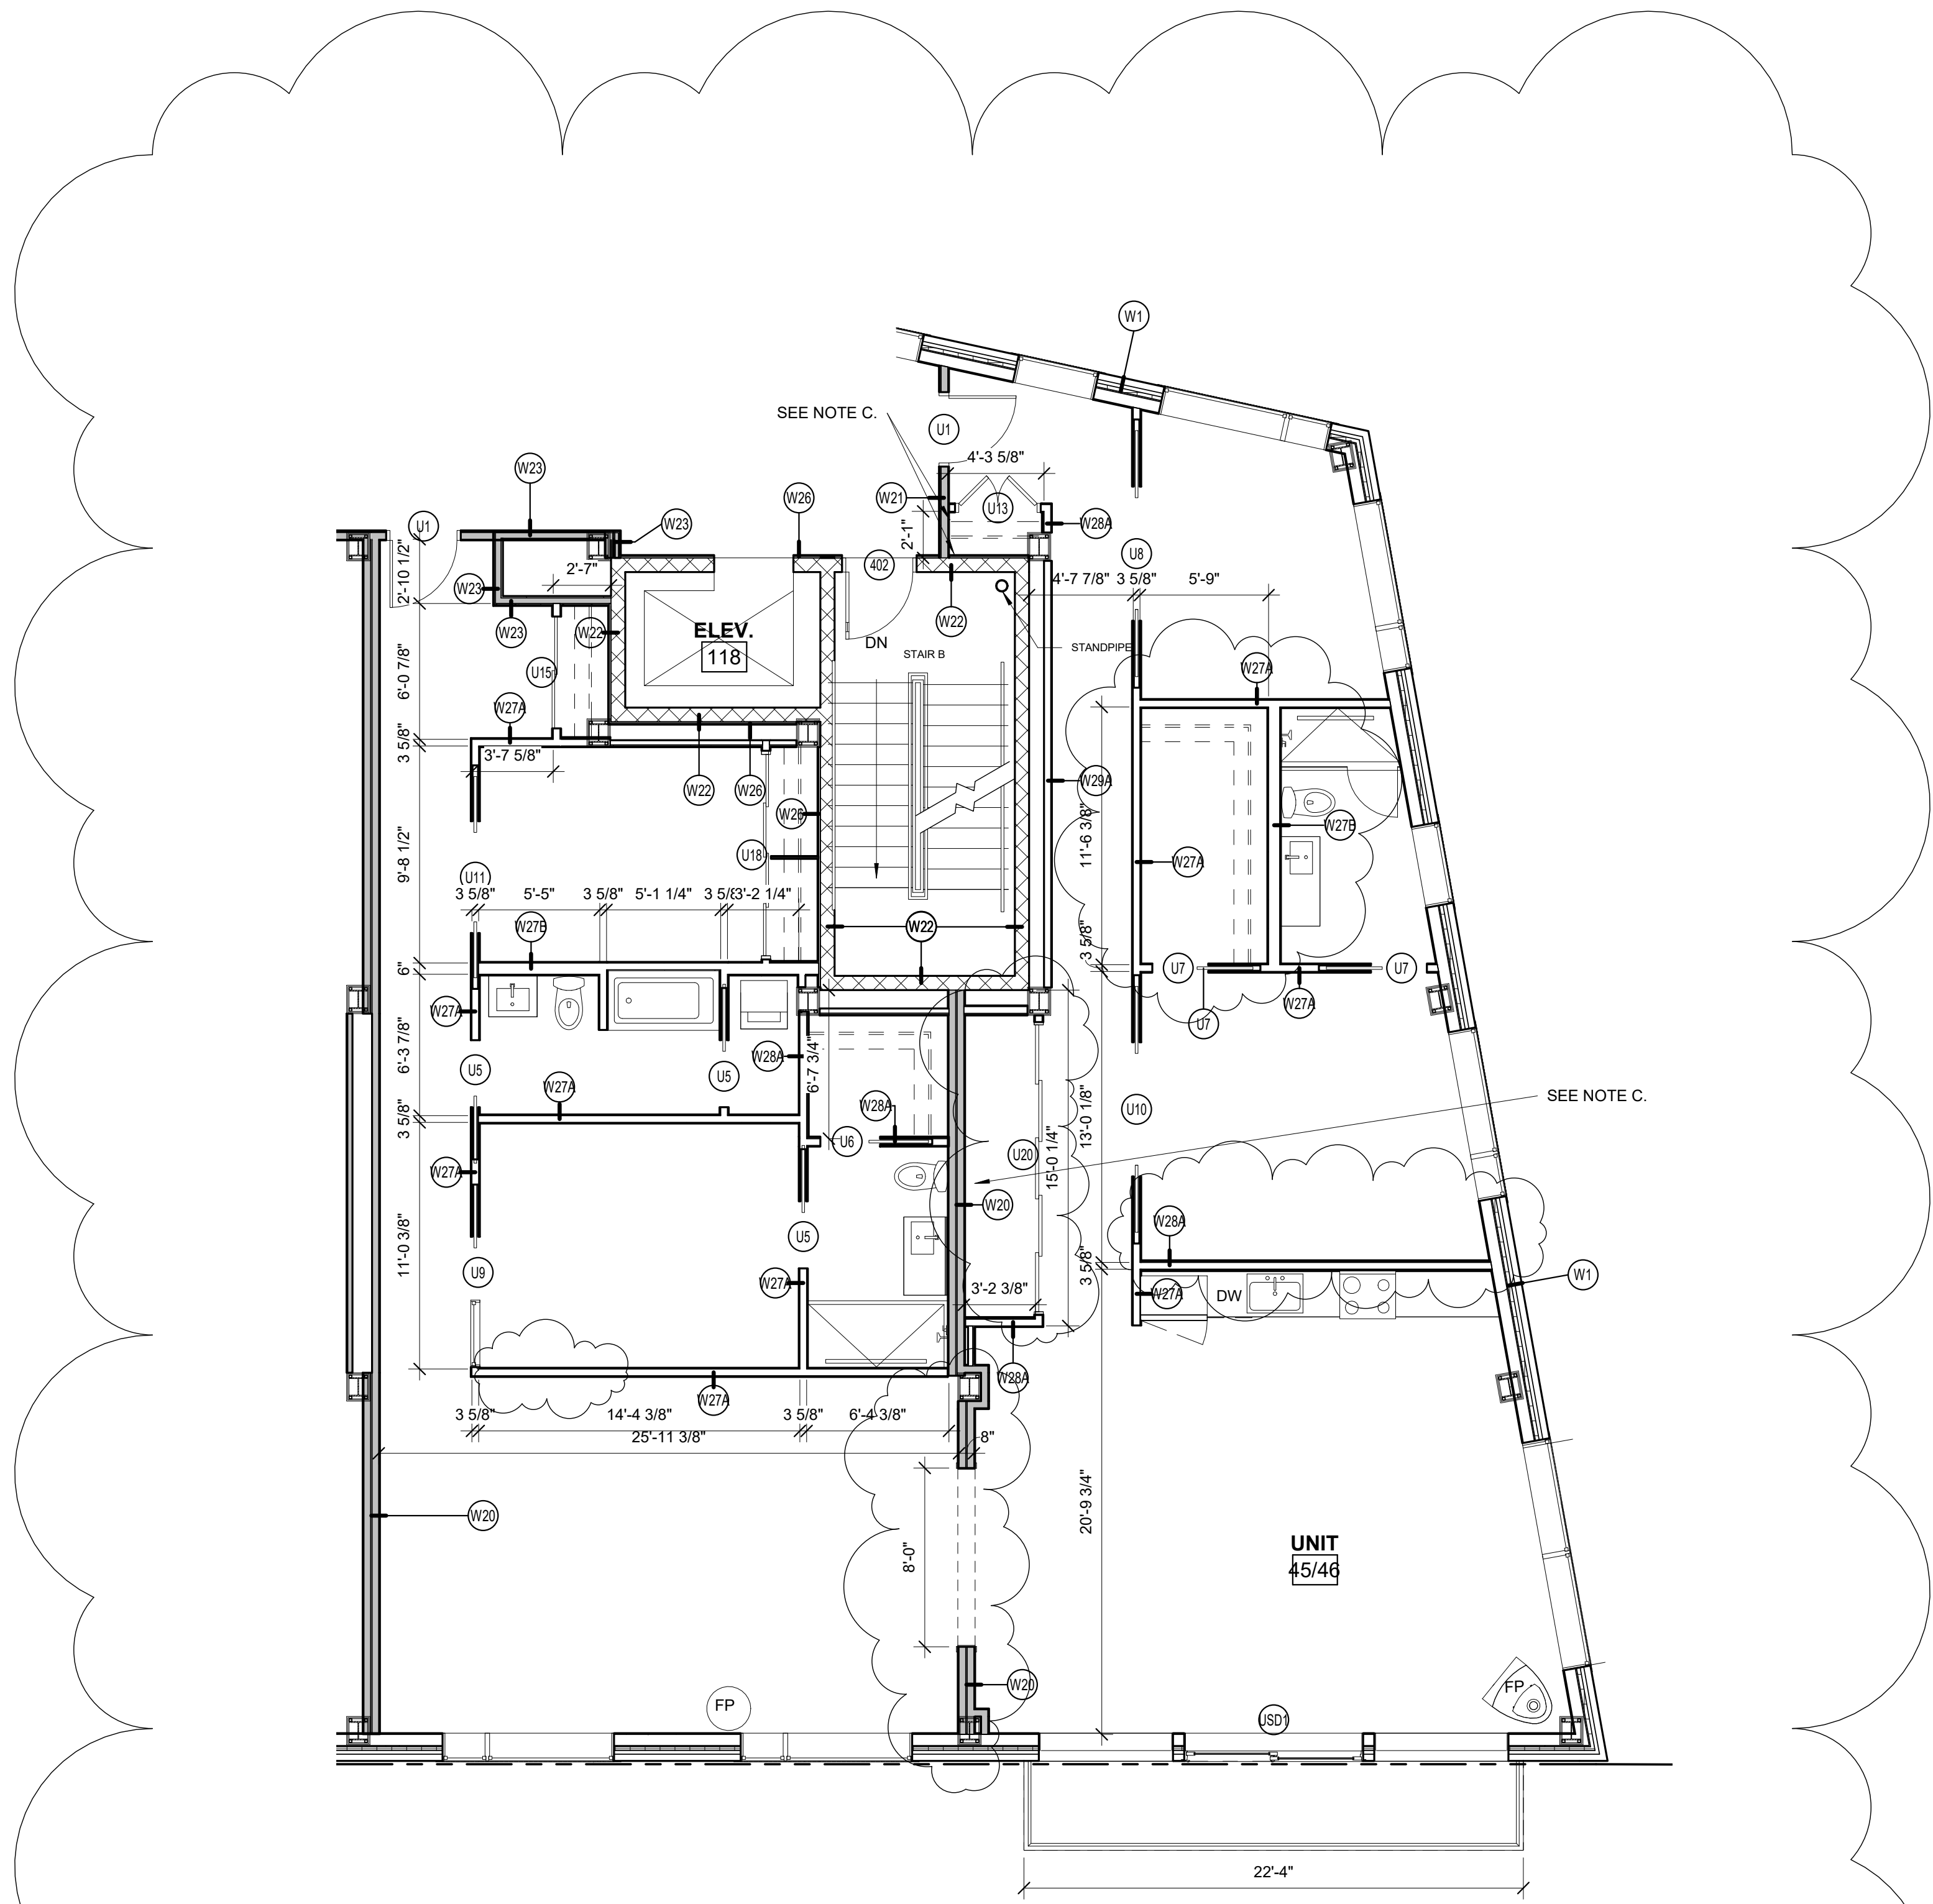 W1
SEE NOTE C.
U1
4'-3 5/8"
W23
W26
W21
U13
W23
U1
W28A
2'-1"
U8
402
2'-10 1/2"
2'-7"
4'-7 7/8" 3 5/8" 5'-9"
W23
W23
W22
ELEV.
118
W22
DN
STAIR B
STANDPIPE
6'-0 7/8"
U15
W27A
W27A
3 5/8"
3'-7 5/8"
W22
W26
W29A
W26
W27B
11'-6 3/8"
9'-8 1/2"
U18
W27A
U11
3 5/8" 5'-5" 3 5/8" 5'-1 1/4" 3 5/8" 3'-2 1/4"
W27B
W22
3 5/8"
6"
U7
U7
W27A
W27A
U7
6'-3 7/8"
W28A
6'-7 3/4"
U5
U5
W27A
SEE NOTE C.
W28A
U10
3 5/8"
U6
13'-0 1/8"
15'-0 1/4"
U20
W27A
W20
W28A
U5
11'-0 3/8"
U9
W27A
3'-2 3/8"
3 5/8"
W27A
DW
W1
W28A
W27A
3 5/8" 14'-4 3/8" 3 5/8" 6'-4 3/8"
25'-11 3/8"
8"
W20
20'-9 3/4"
8'-0"
UNIT
45/46
W20
FP
FP
USD1
22'-4"